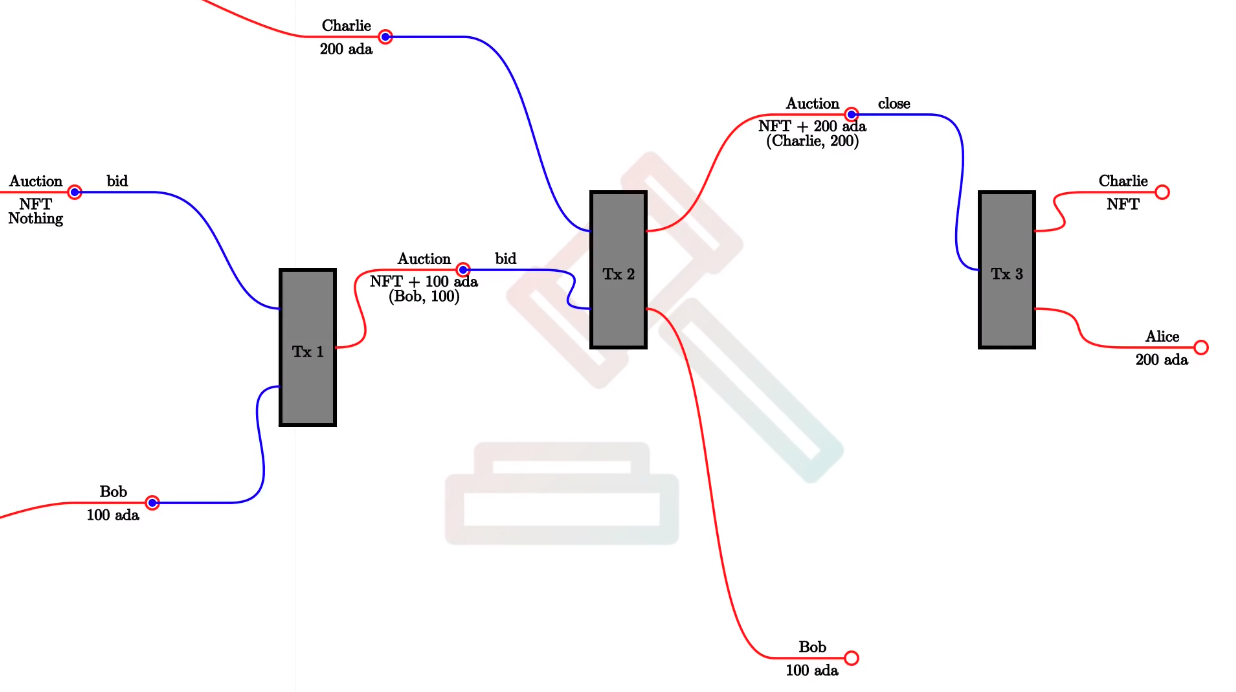 Charlie
200 ada
Auction
close
NFT + 200 ada
(Charlie, 200)
Auction
bid
NFT
Nothing
Charlie
NFT
Auction
bid
NFT + 100 ada
(Bob, 100)
Tx 2
Tx 3
Tx 1
Alice
200 ada
Bob
100 ada
Bob
100 ada